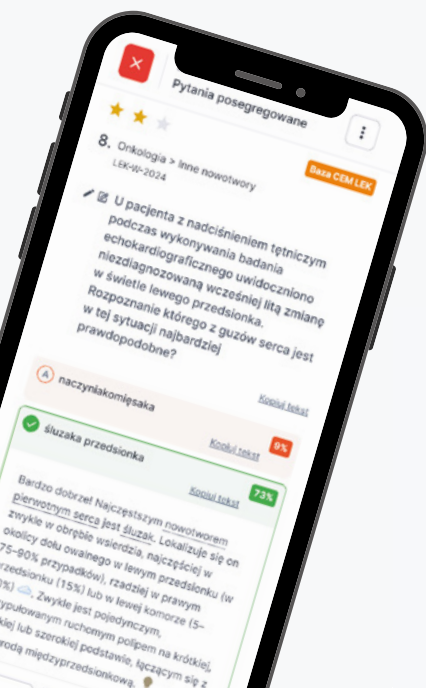 Pytania posegregowane
8. Onkologia > Inne nowotwory
LEK-W-2024
Baza CEM LEK
U pacjenta z nadciśnieniem tętniczym
podczas wykonywania badania
echokardiograficznego uwidoczniono
niezdiagnozowaną wcześniej litą zmianę
w świetle lewego przedsionka.
Rozpoznanie którego z guzów serca jest
w tej sytuacji najbardziej
prawdopodobne?
Kopiuj tekst
A naczyniakomięsaka
Kopiuj tekst 9%
śluzaka przedsionka
Kopiuj tekst 73%
Bardzo dobrze! Najczęstszym nowotworem
pierwotnym serca jest śluzak. Lokalizuje się on
zwykle w obrębie wsierdzia, najczęściej w
okolicy dołu owalnego w lewym przedsionku (w
75–90% przypadków), rzadziej w prawym
rzedsionku (15%) lub w lewej komorze (5–
%). Zwykle jest pojedynczym,
ypułowanym ruchomym polipem na krótkiej,
kiej lub szerokiej podstawie, łączącym się z
rodą międzyprzedsionkową.